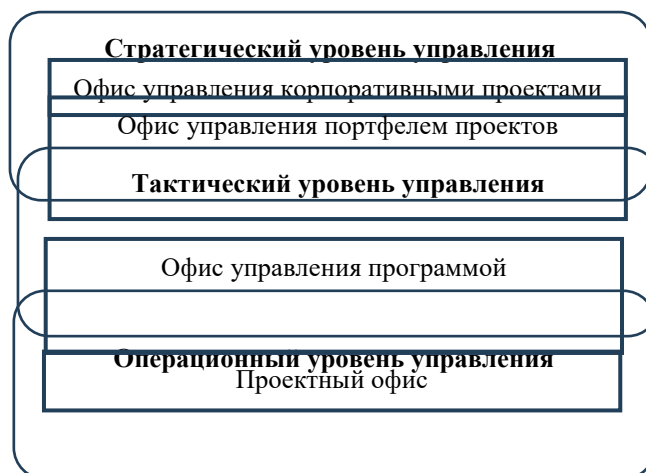 Стратегический уровень управления
Офис управления корпоративными проектами
Офис управления портфелем проектов
Тактический уровень управления
Офис управления программой
Операционный уровень управления
Проектный офис